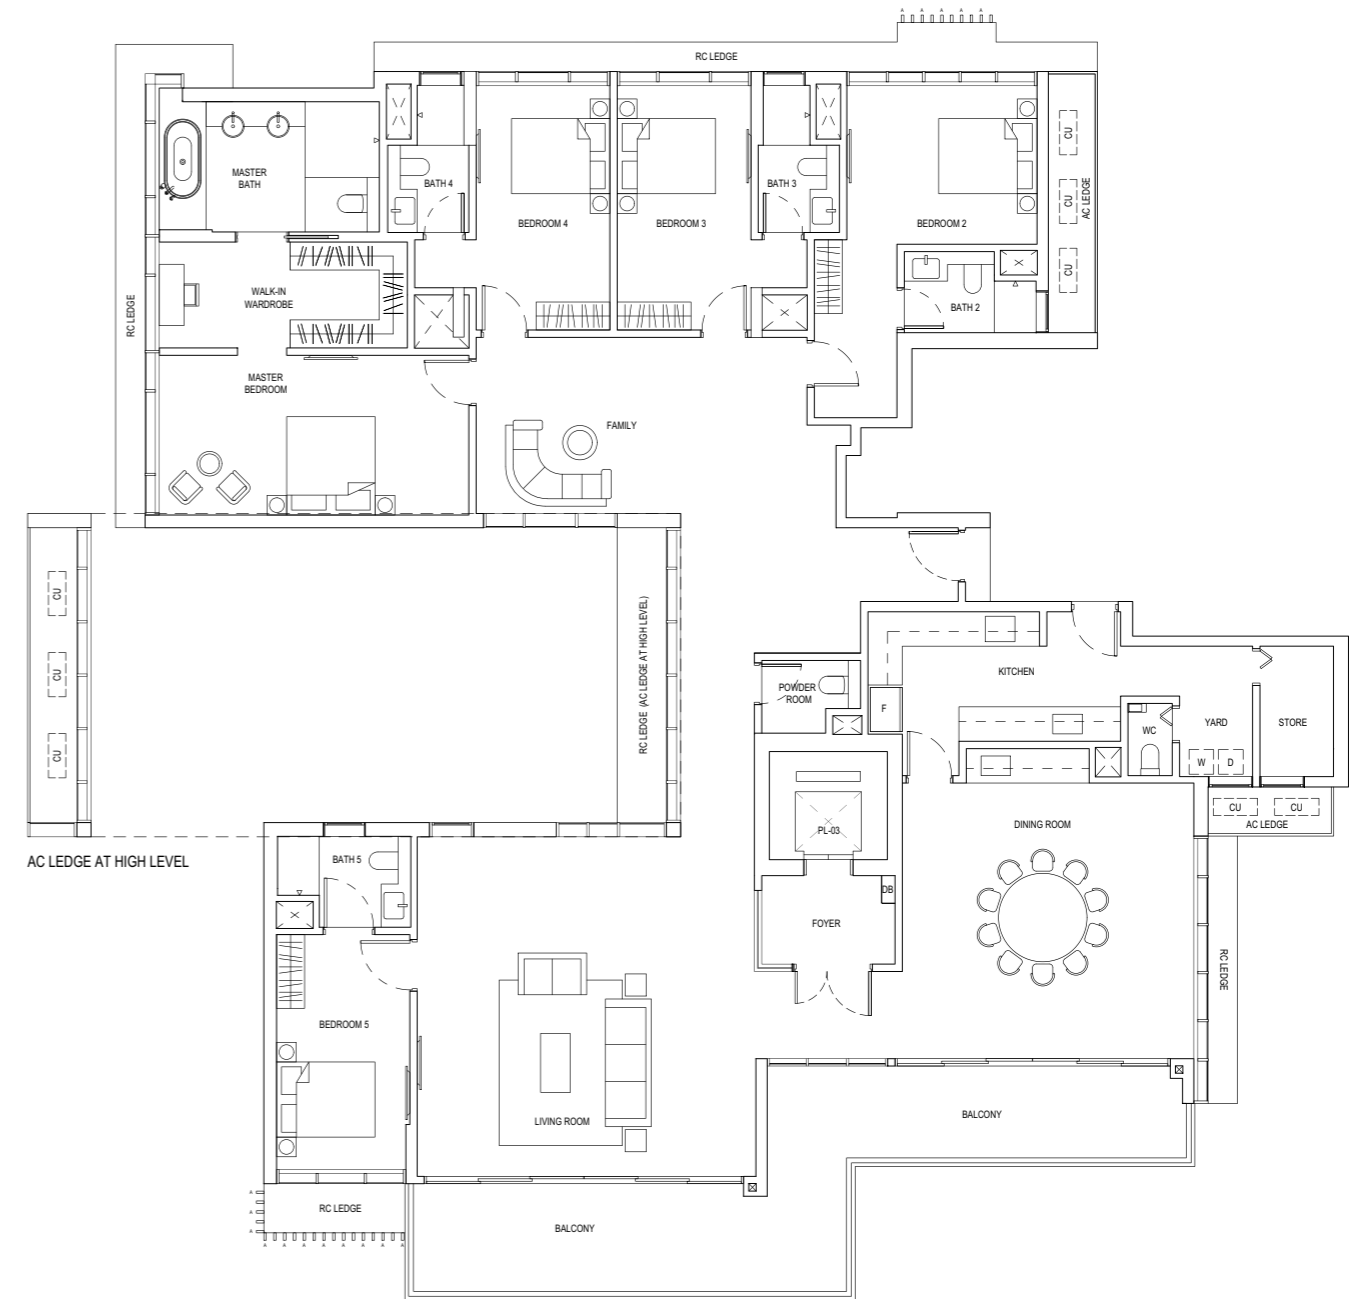 RC LEDGE
CU
MASTER
BATH
BATH 4
BATH 3
CU
AC LEDGE
BEDROOM 4
BEDROOM 3
BEDROOM 2
CU
WALK-IN
WARDROBE
RC LEDGE
BATH 2
MASTER
BEDROOM
FAMILY
CU
CU
CU
RC LEDGE (AC LEDGE AT HIGH LEVEL)
KITCHEN
POWDER
ROOM
F
WC
YARD
STORE
W
D
CU
CU
PL-03
DINING ROOM
AC LEDGE
AC LEDGE AT HIGH LEVEL
BATH 5
DB
FOYER
RC LEDGE
BEDROOM 5
LIVING ROOM
BALCONY
RC LEDGE
BALCONY